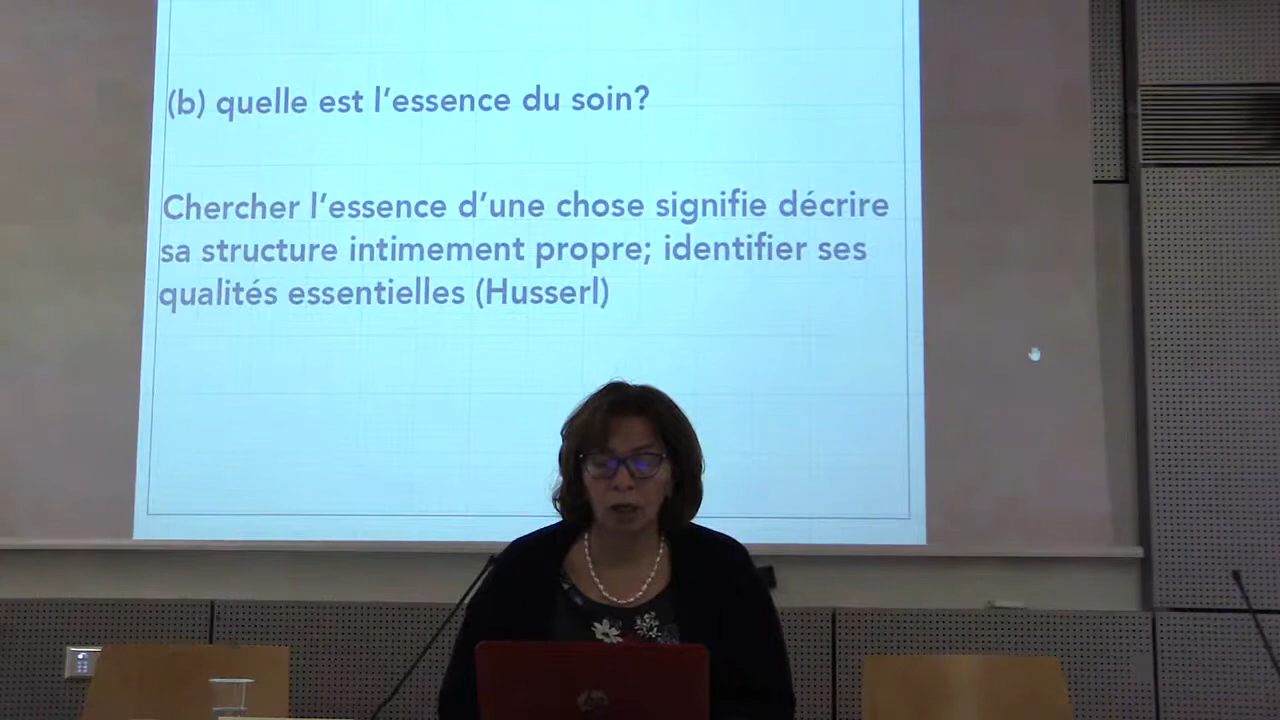 (b) quelle est l'essence du soin?
Chercher l'essence d'une chose signifie décrire
sa structure intimement propre; identifier ses
qualités essentielles (Husserl)